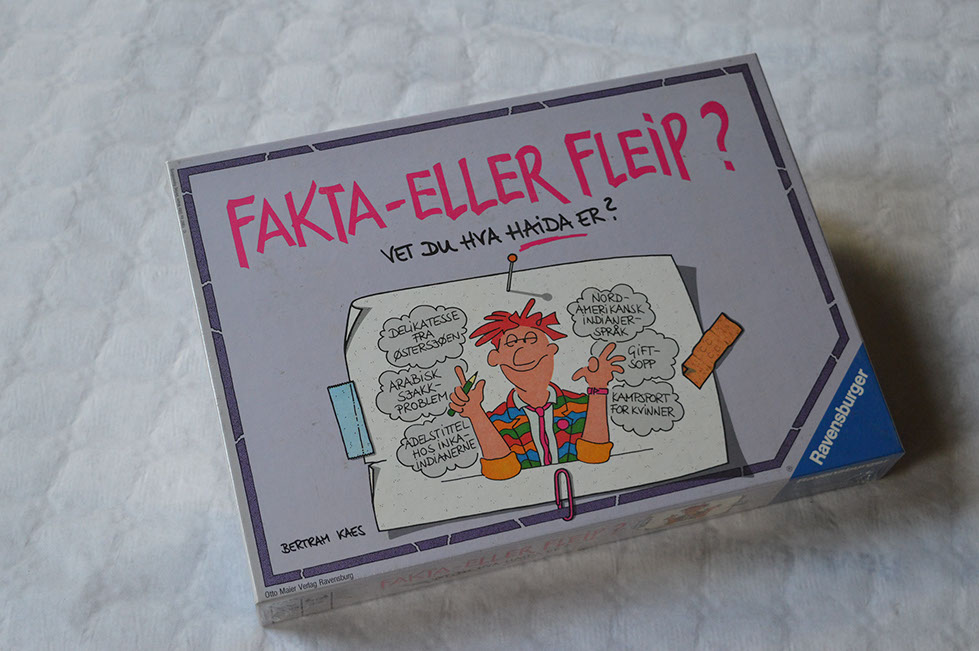 FAKTA-ELLER FLEIP?
VET DU HVA HAIDA ER?
DELIKATESSE
FRA
ØSTERSJØEN
ARABISK
SJAKK-
PROBLEM
ADELSTITTEL
HOS INKA-
INDIANERNE
NORD-
AMERIKANSK
INDIANER-
SPRÅK
GIFT-
SOPP
KAMPSPORT
FOR KVINNER
Ravensburger
BERTRAM KAES
Otto Maier Verlag Ravensburg
FAKTA-ELLER FLEIP?